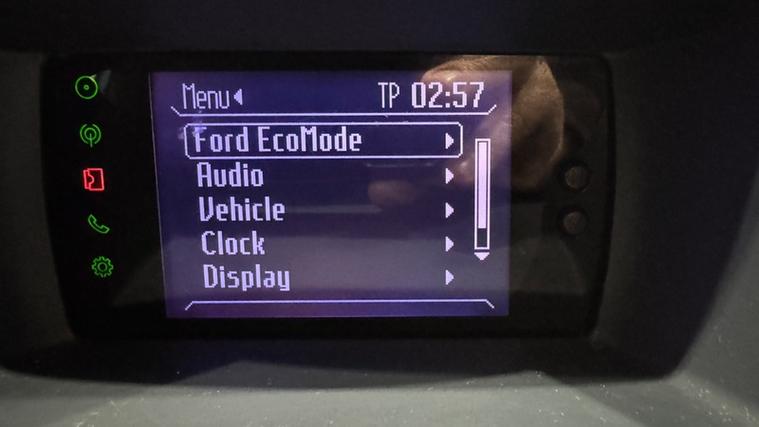 Menu
TP 02:57
Ford EcoMode
Audio
Vehicle
Clock
Display